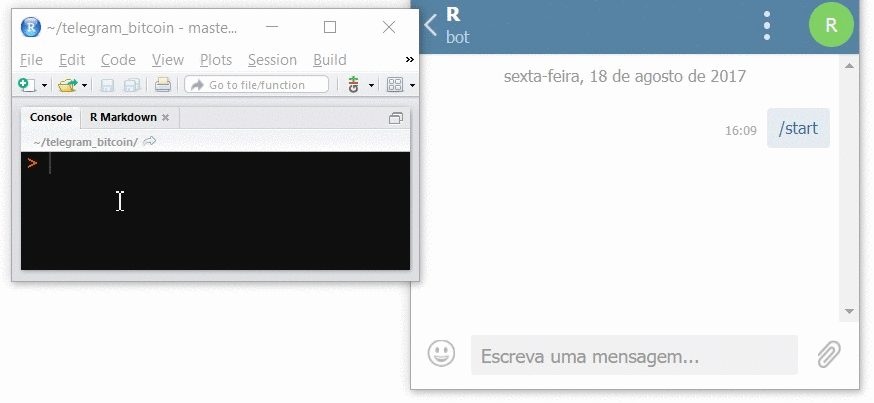 R
~/telegram_bitcoin - maste...
File Edit Code View Plots Session Build »
Go to file/function
Console R Markdown
~/telegram_bitcoin/
>
R
bot
R
sexta-feira, 18 de agosto de 2017
16:09 /start
Escreva uma mensagem...